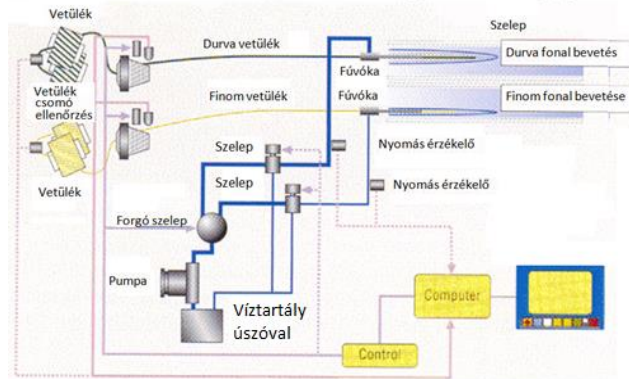 Vetülék
Szelep
Durva vetülék
Durva fonal bevetés
Fúvóka
Vetülék
csomó
ellenőrzés
Finom vetülék
Fúvóka
Finom fonal bevetése
Szelep
Nyomás érzékelő
Vetülék
Szelep
Nyomás érzékelő
Forgó szelep
Pumpa
Computer
Víztartály
úszóval
Control